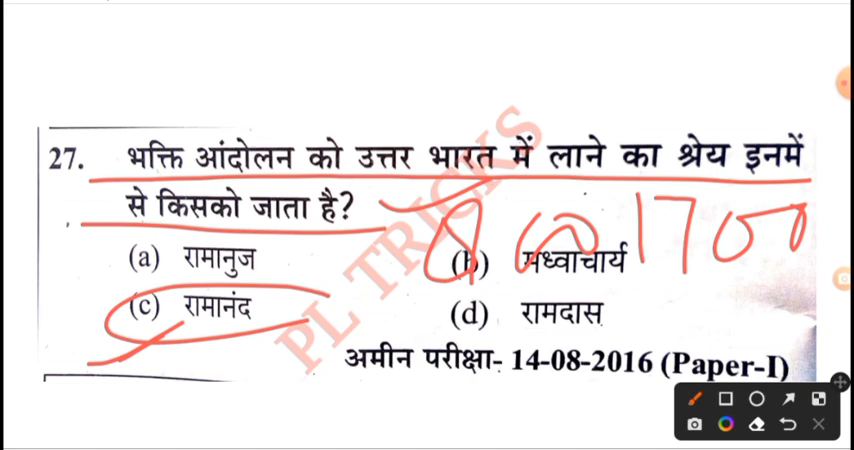 27. भक्ति आंदोलन को उत्तर भारत में लाने का श्रेय इनमें
से किसको जाता है?
(a) रामानुज (b) मध्वाचार्य
(c) रामानंद (d) रामदास
अमीन परीक्षा- 14-08-2016 (Paper-I)
PL TRICKS
1700